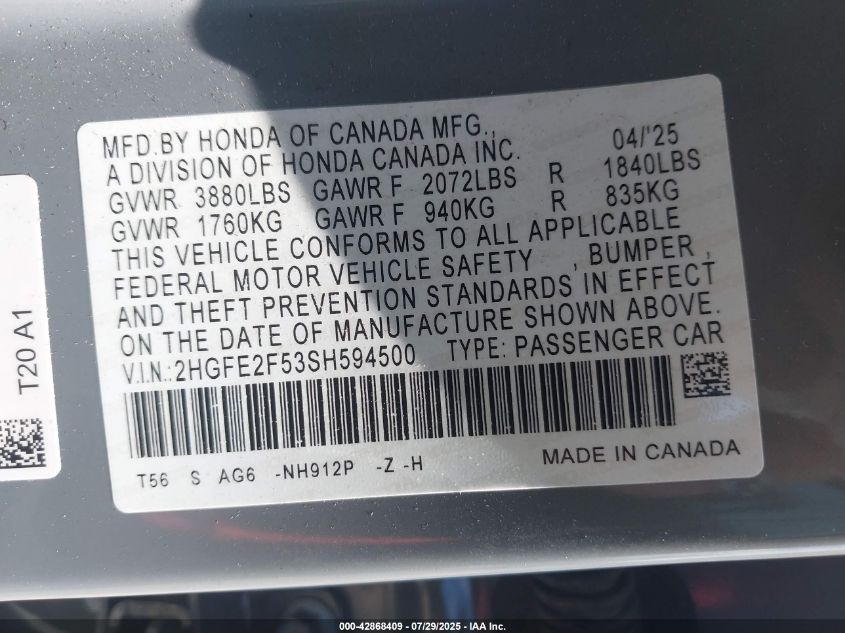 MFD.BY HONDA OF CANADA MFG., 04/'25
A DIVISION OF HONDA CANADA INC.
GVWR 3880LBS GAWR F 2072LBS R 1840LBS
GVWR 1760KG GAWR F 940KG R 835KG
THIS VEHICLE CONFORMS TO ALL APPLICABLE
FEDERAL MOTOR VEHICLE SAFETY , BUMPER ,
AND THEFT PREVENTION STANDARDS IN EFFECT
ON THE DATE OF MANUFACTURE SHOWN ABOVE.
V.I.N.:2HGFE2F53SH594500 TYPE: PASSENGER CAR
T56 S AG6 -NH912P -Z -H MADE IN CANADA
T20 A1
000-42868409 - 07/29/2025 - IAA Inc.